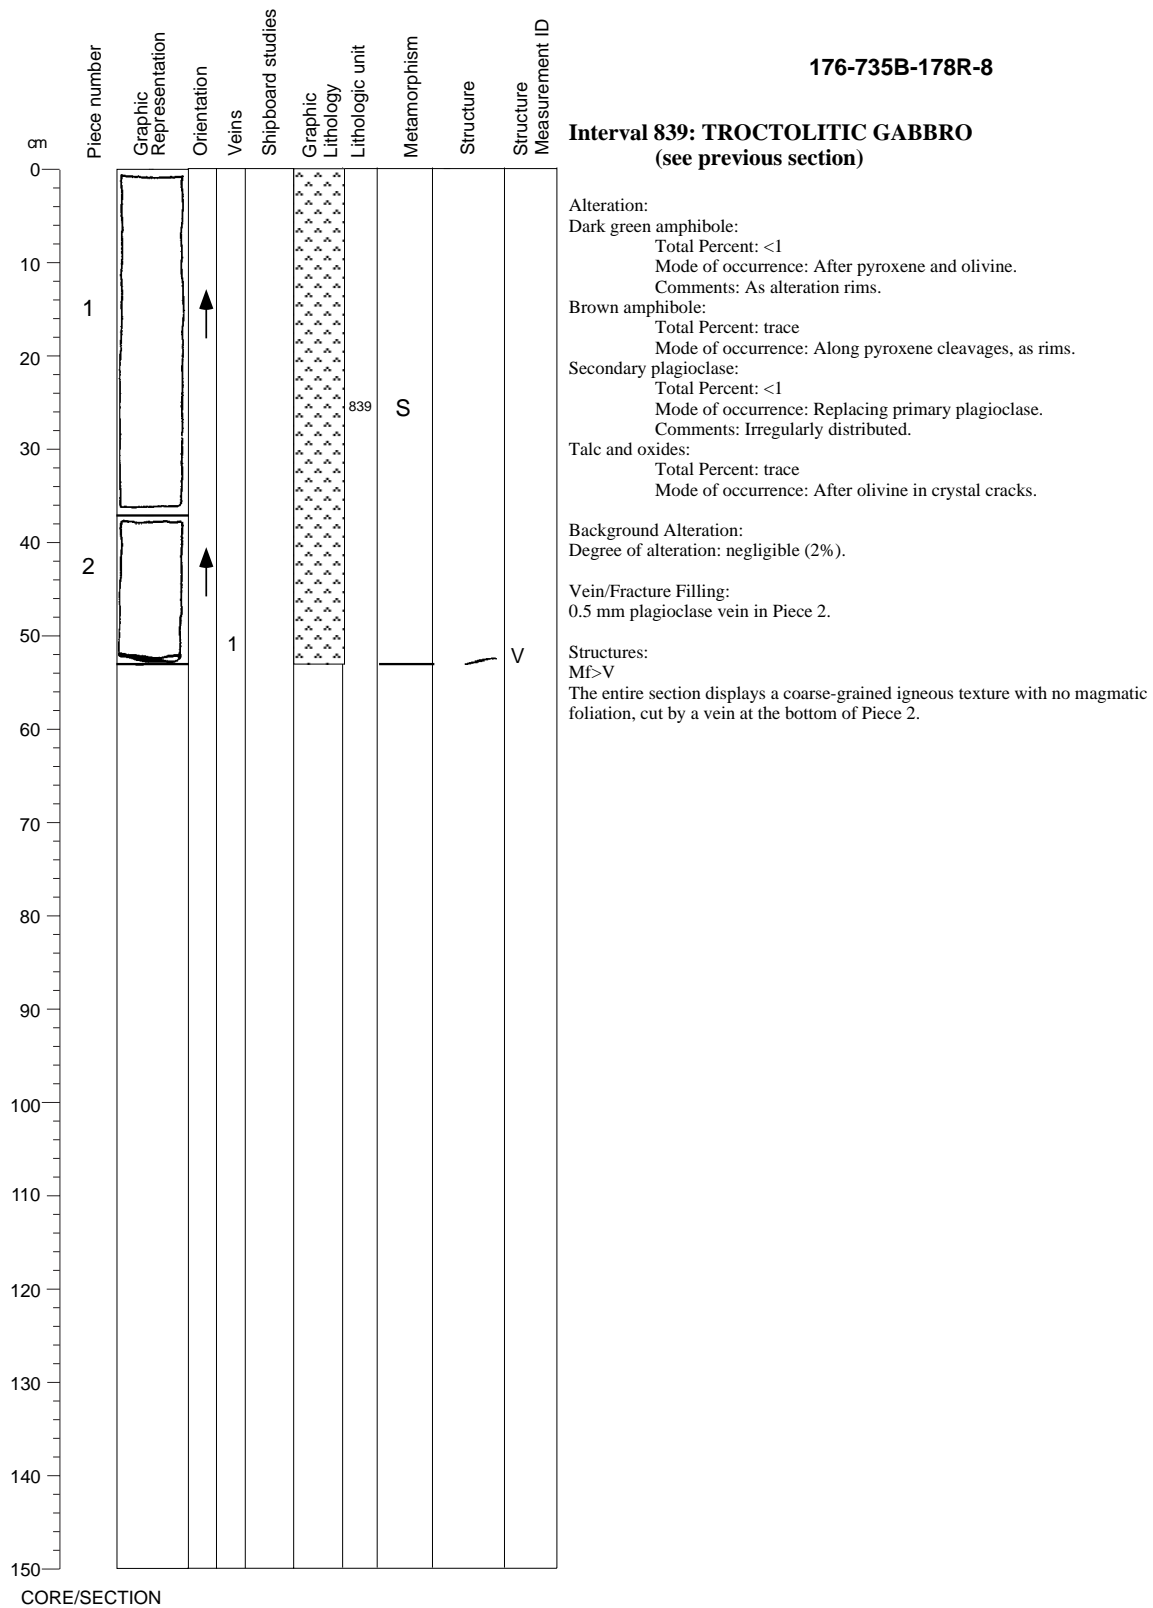 176-735B-178R-8
cm
Piece number
Graphic
Representation
Orientation
Veins
Shipboard studies
Graphic
Lithology
Lithologic unit
Metamorphism
Structure
Structure
Measurement ID
0
10
20
30
40
50
60
70
80
90
100
110
120
130
140
150
1
2
1
839
S
V
CORE/SECTION
Interval 839: TROCTOLITIC GABBRO
(see previous section)
Alteration:
Dark green amphibole:
Total Percent: <1
Mode of occurrence: After pyroxene and olivine.
Comments: As alteration rims.
Brown amphibole:
Total Percent: trace
Mode of occurrence: Along pyroxene cleavages, as rims.
Secondary plagioclase:
Total Percent: <1
Mode of occurrence: Replacing primary plagioclase.
Comments: Irregularly distributed.
Talc and oxides:
Total Percent: trace
Mode of occurrence: After olivine in crystal cracks.
Background Alteration:
Degree of alteration: negligible (2%).
Vein/Fracture Filling:
0.5 mm plagioclase vein in Piece 2.
Structures:
Mf>V
The entire section displays a coarse-grained igneous texture with no magmatic
foliation, cut by a vein at the bottom of Piece 2.